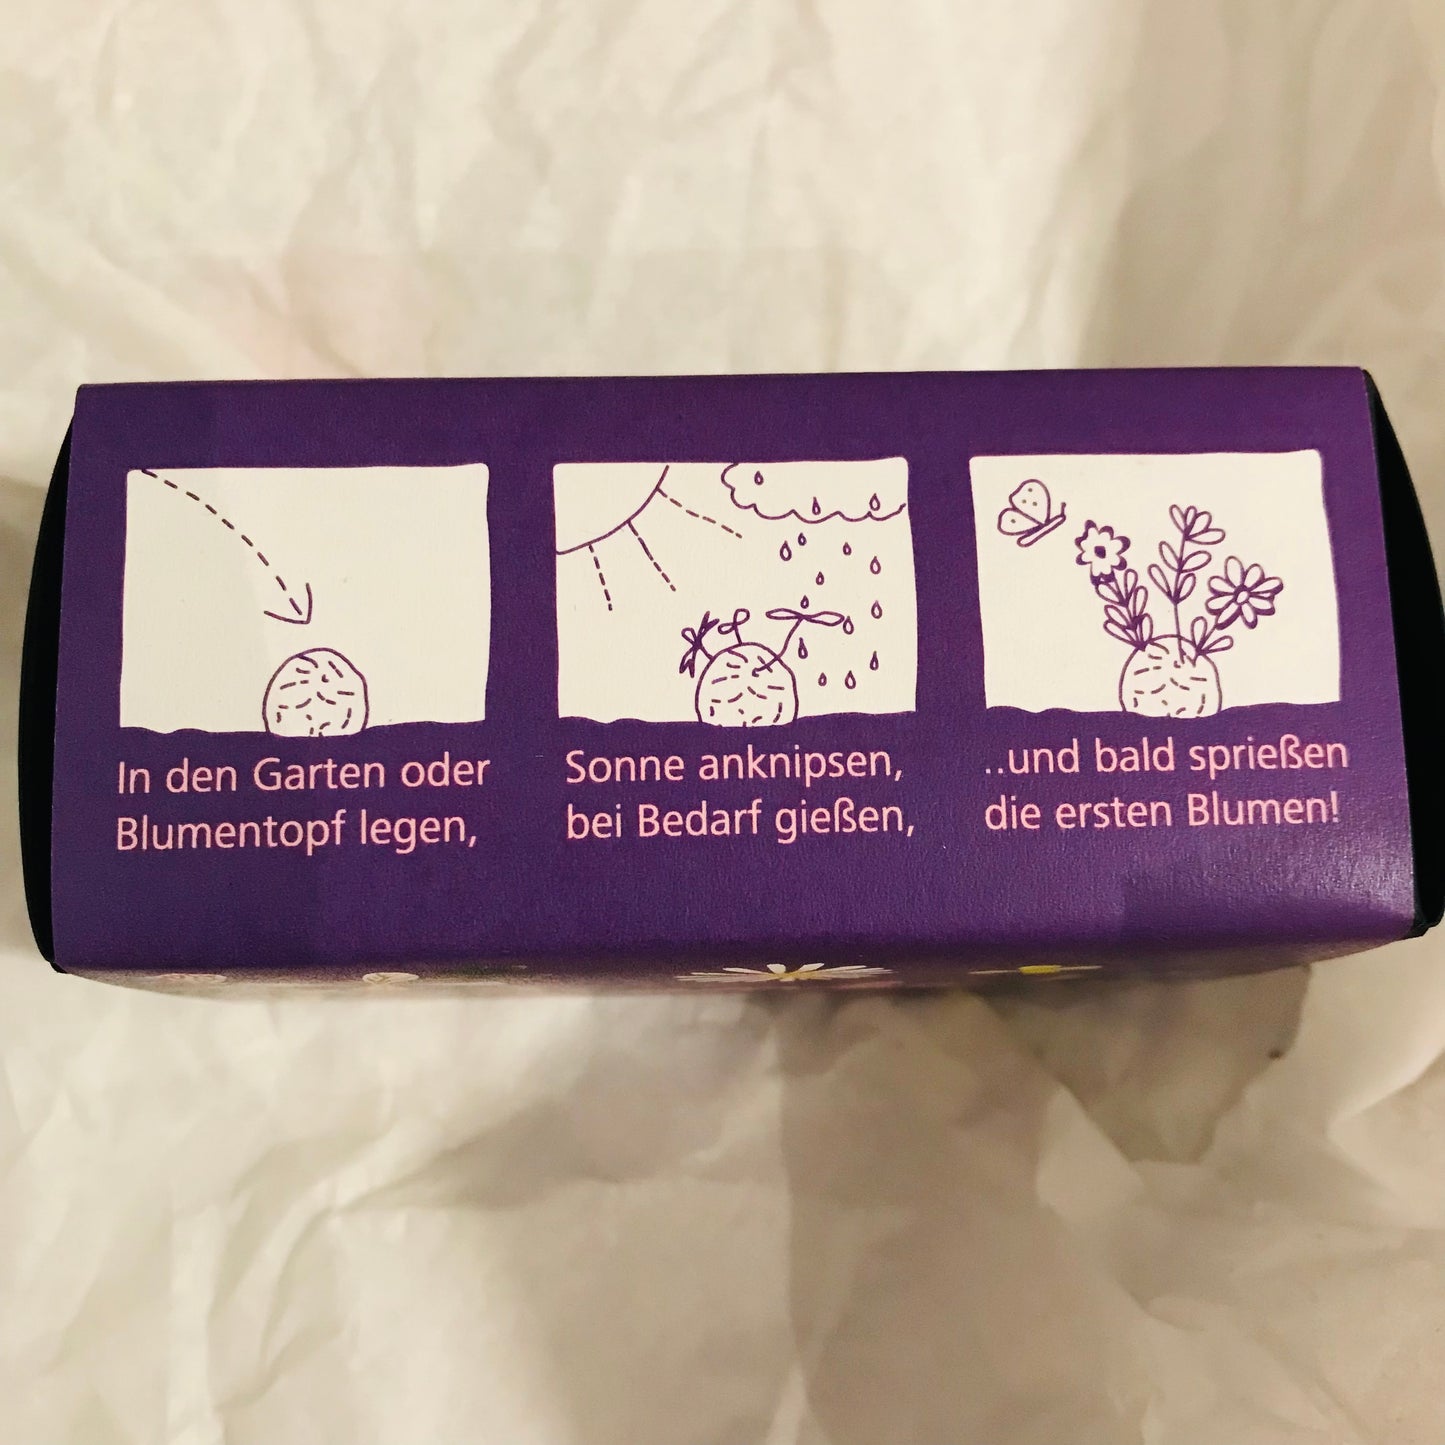 In den Garten oder
Blumentopf legen,
Sonne anknipsen,
bei Bedarf gießen,
..und bald sprießen
die ersten Blumen!